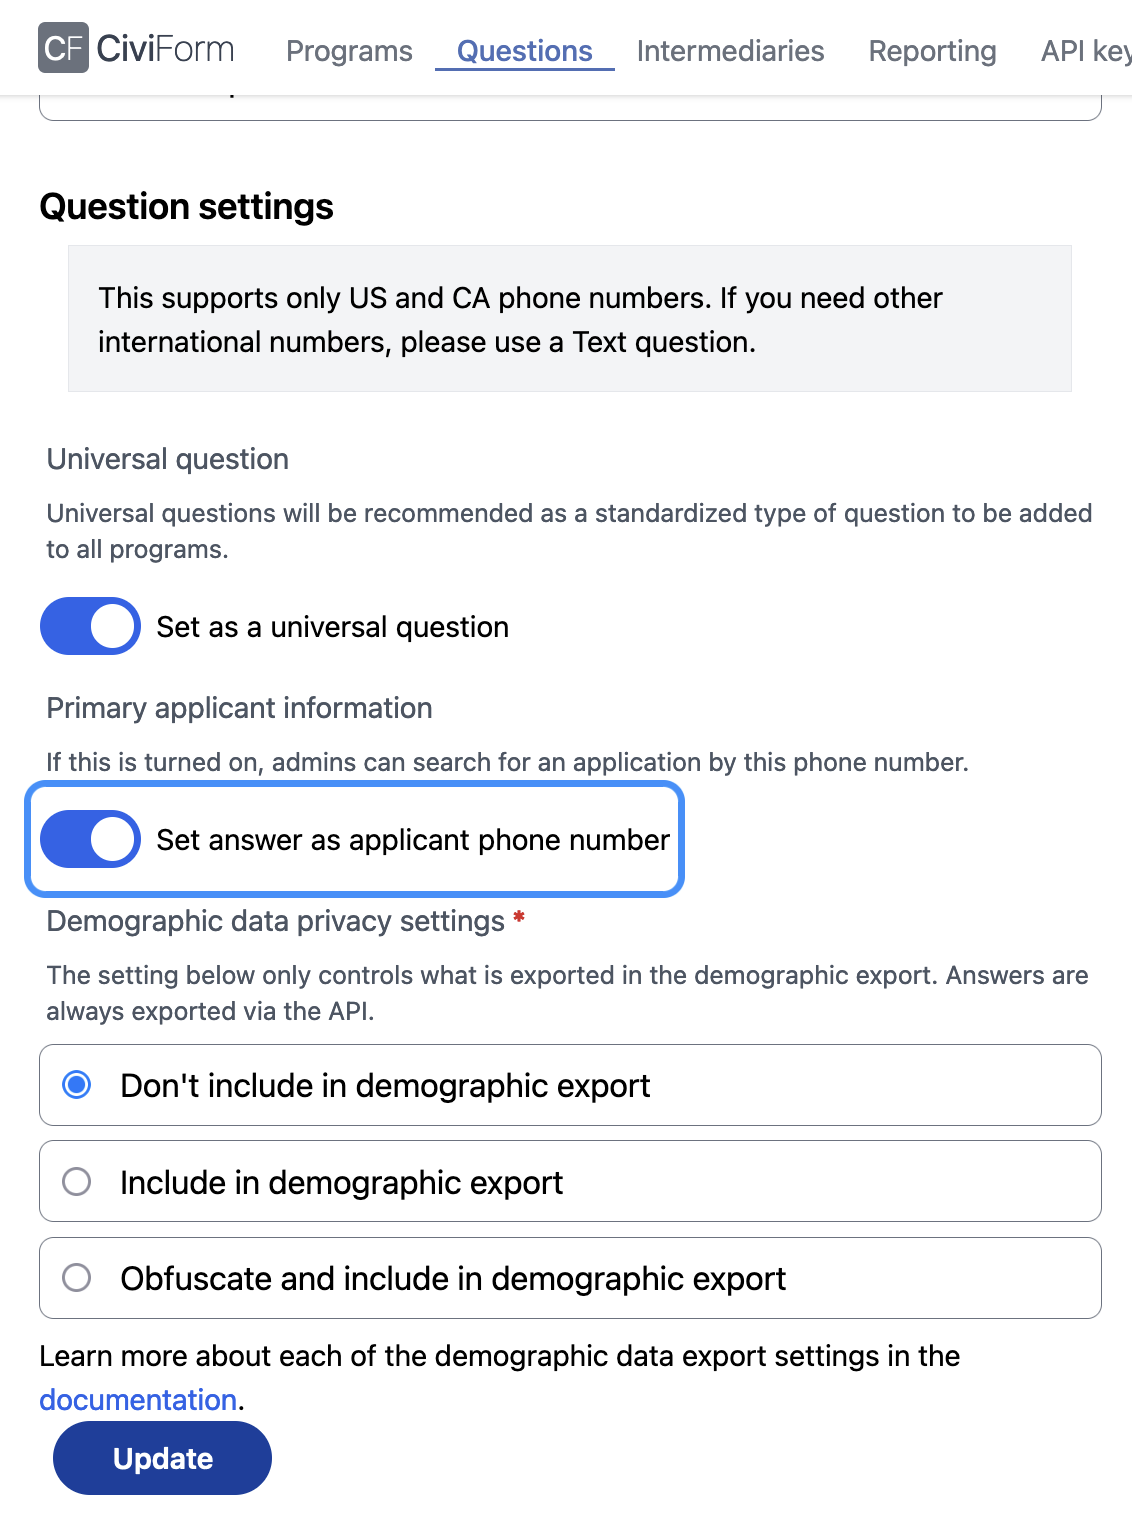 CF CiviForm Programs Questions Intermediaries Reporting API key
Question settings
This supports only US and CA phone numbers. If you need other
international numbers, please use a Text question.
Universal question
Universal questions will be recommended as a standardized type of question to be added
to all programs.
Set as a universal question
Primary applicant information
If this is turned on, admins can search for an application by this phone number.
Set answer as applicant phone number
Demographic data privacy settings *
The setting below only controls what is exported in the demographic export. Answers are
always exported via the API.
Don't include in demographic export
Include in demographic export
Obfuscate and include in demographic export
Learn more about each of the demographic data export settings in the
documentation.
Update